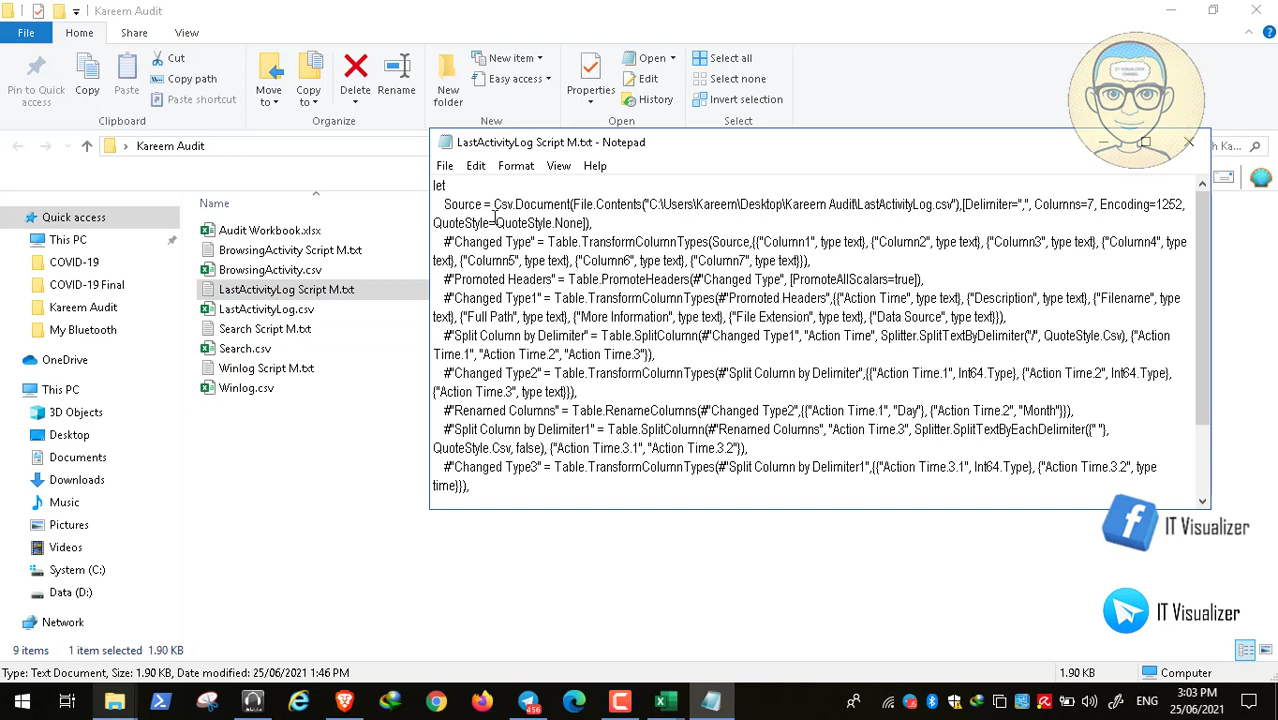 Kareem Audit
File Home Share View
Pin to Quick access
Copy
Paste
Cut
Copy path
Paste shortcut
Clipboard
Move to
Copy to
Delete
Rename
Organize
New folder
New item
Easy access
New
Properties
Open
Edit
History
Open
Select all
Select none
Invert selection
Select
IT VISUALIZER
CHANNEL
Kareem Audit
Quick access
This PC
COVID-19
COVID-19 Final
Kareem Audit
My Bluetooth
OneDrive
This PC
3D Objects
Desktop
Documents
Downloads
Music
Pictures
Videos
System (C:)
Data (D:)
Network
Name
Audit Workbook.xlsx
BrowsingActivity Script M.txt
BrowsingActivity.csv
LastActivityLog Script M.txt
LastActivityLog.csv
Search Script M.txt
Search.csv
Winlog Script M.txt
Winlog.csv
LastActivityLog Script M.txt - Notepad
File Edit Format View Help
let
Source = Csv.Document(File.Contents("C:\Users\Kareem\Desktop\Kareem Audit\LastActivityLog.csv"),[Delimiter=",", Columns=7, Encoding=1252,
QuoteStyle=QuoteStyle.None]),
#"Changed Type" = Table.TransformColumnTypes(Source,{{"Column1", type text}, {"Column2", type text}, {"Column3", type text}, {"Column4", type
text}, {"Column5", type text}, {"Column6", type text}, {"Column7", type text}}),
#"Promoted Headers" = Table.PromoteHeaders(#"Changed Type", [PromoteAllScalars=true]),
#"Changed Type1" = Table.TransformColumnTypes(#"Promoted Headers",{{"Action Time", type text}, {"Description", type text}, {"Filename", type
text}, {"Full Path", type text}, {"More Information", type text}, {"File Extension", type text}, {"Data Source", type text}}),
#"Split Column by Delimiter" = Table.SplitColumn(#"Changed Type1", "Action Time", Splitter.SplitTextByDelimiter("/", QuoteStyle.Csv), {"Action
Time.1", "Action Time.2", "Action Time.3"}),
#"Changed Type2" = Table.TransformColumnTypes(#"Split Column by Delimiter",{{"Action Time.1", Int64.Type}, {"Action Time.2", Int64.Type},
{"Action Time.3", type text}}),
#"Renamed Columns" = Table.RenameColumns(#"Changed Type2",{{"Action Time.1", "Day"}, {"Action Time.2", "Month"}}),
#"Split Column by Delimiter1" = Table.SplitColumn(#"Renamed Columns", "Action Time.3", Splitter.SplitTextByEachDelimiter({" "},
QuoteStyle.Csv, false), {"Action Time.3.1", "Action Time.3.2"}),
#"Changed Type3" = Table.TransformColumnTypes(#"Split Column by Delimiter1",{{"Action Time.3.1", Int64.Type}, {"Action Time.3.2", type
time}}),
IT Visualizer
IT Visualizer
9 items 1 item selected 1.90 KB
Type: Text Document, Size: 1.90 KB, Date modified: 25/06/2021 1:46 PM
1.90 KB
Computer
456
ENG
3:03 PM
25/06/2021